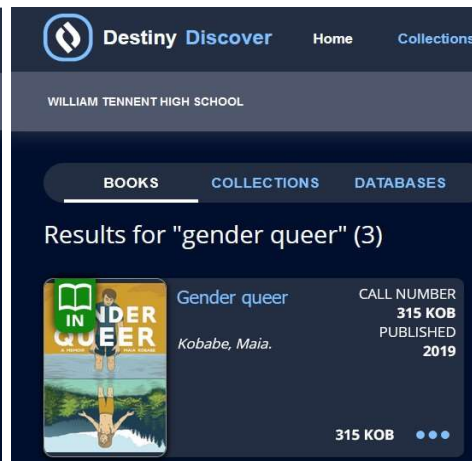 Destiny Discover Home Collections
WILLIAM TENNENT HIGH SCHOOL
BOOKS COLLECTIONS DATABASES
Results for "gender queer" (3)
IN
GENDER
QUEER
A MEMOIR MAIA KOBABE
Gender queer
Kobabe, Maia.
CALL NUMBER
315 KOB
PUBLISHED
2019
315 KOB